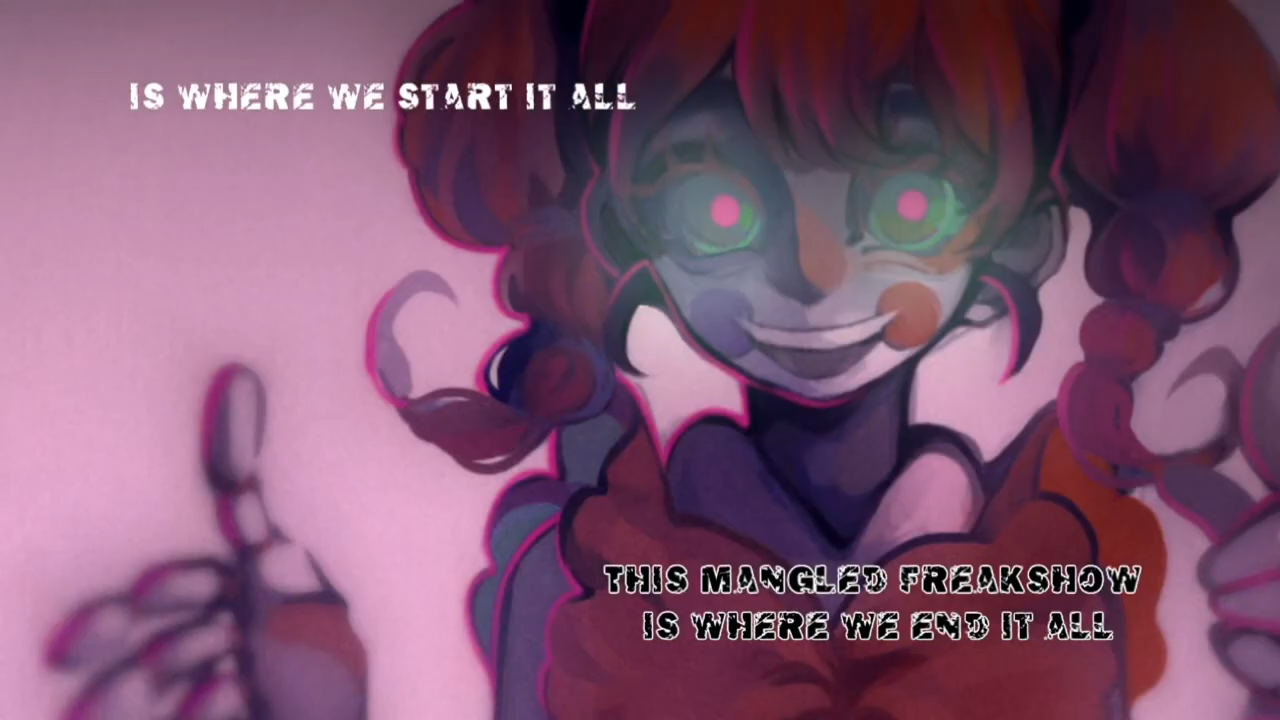 IS WHERE WE START IT ALL
THIS MANGLED FREAKSHOW
IS WHERE WE END IT ALL